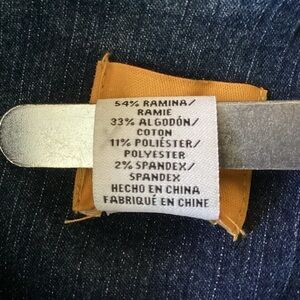 54% RAMINA/
RAMIE
33% ALGODÓN/
COTON
11% POLIÉSTER/
POLYESTER
2% SPANDEX/
SPANDEX
HECHO EN CHINA
FABRIQUÉ EN CHINE